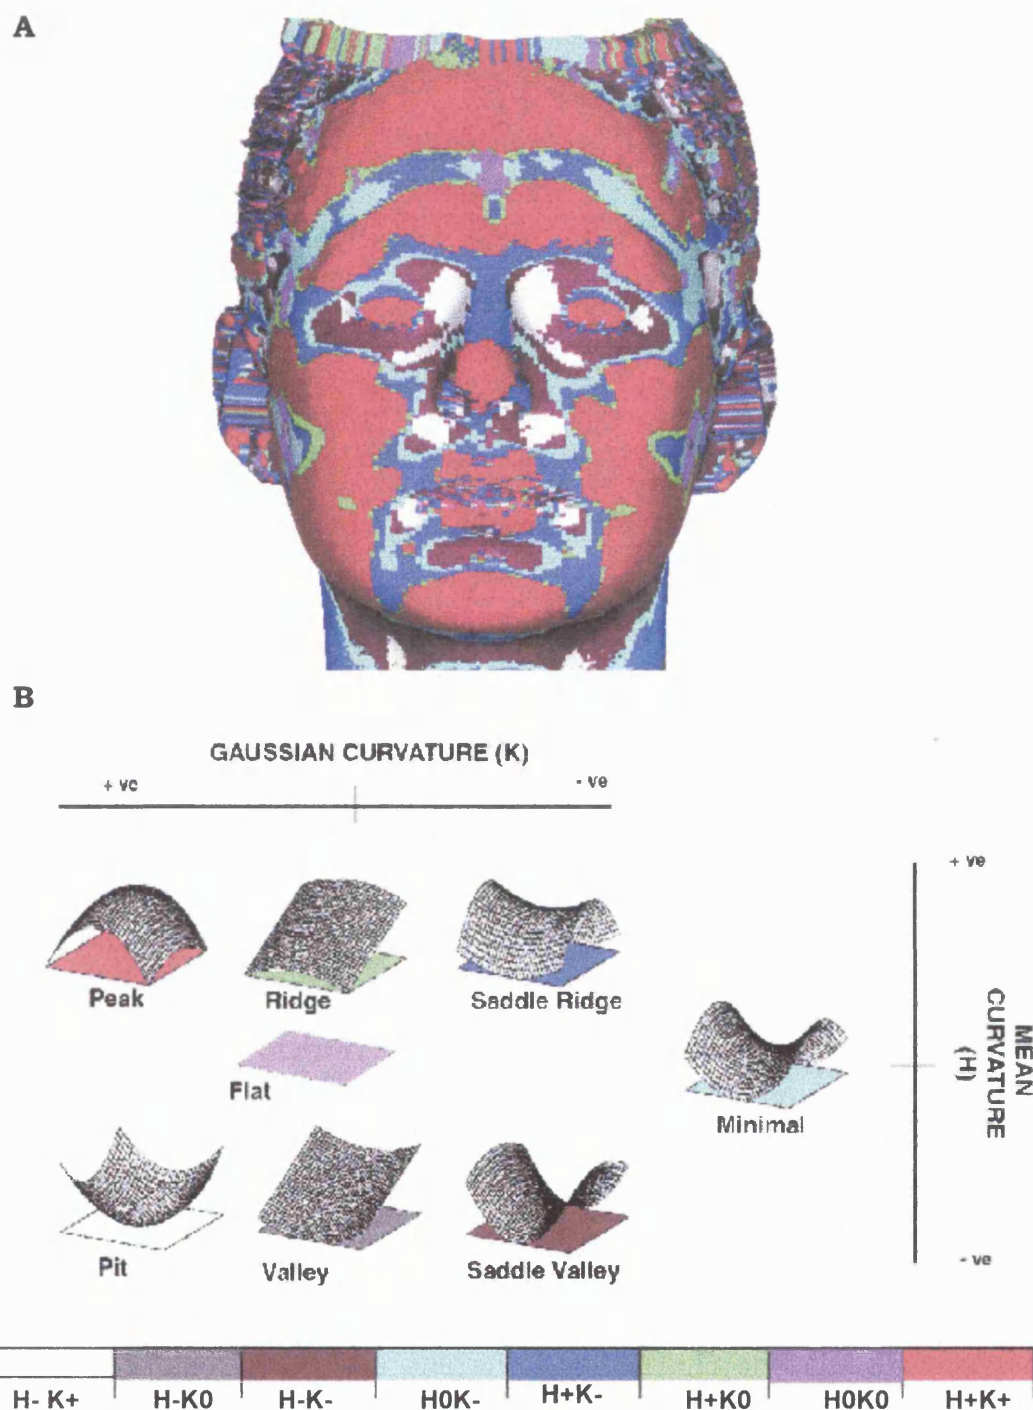 A
B
GAUSSIAN CURVATURE (K)
+ ve
- ve
+ ve
Peak
Ridge
Saddle Ridge
MEAN
CURVATURE
(H)
Flat
Minimal
Pit
Valley
Saddle Valley
- ve
H- K+ H-K0 H-K- H0K- H+K- H+K0 H0K0 H+K+